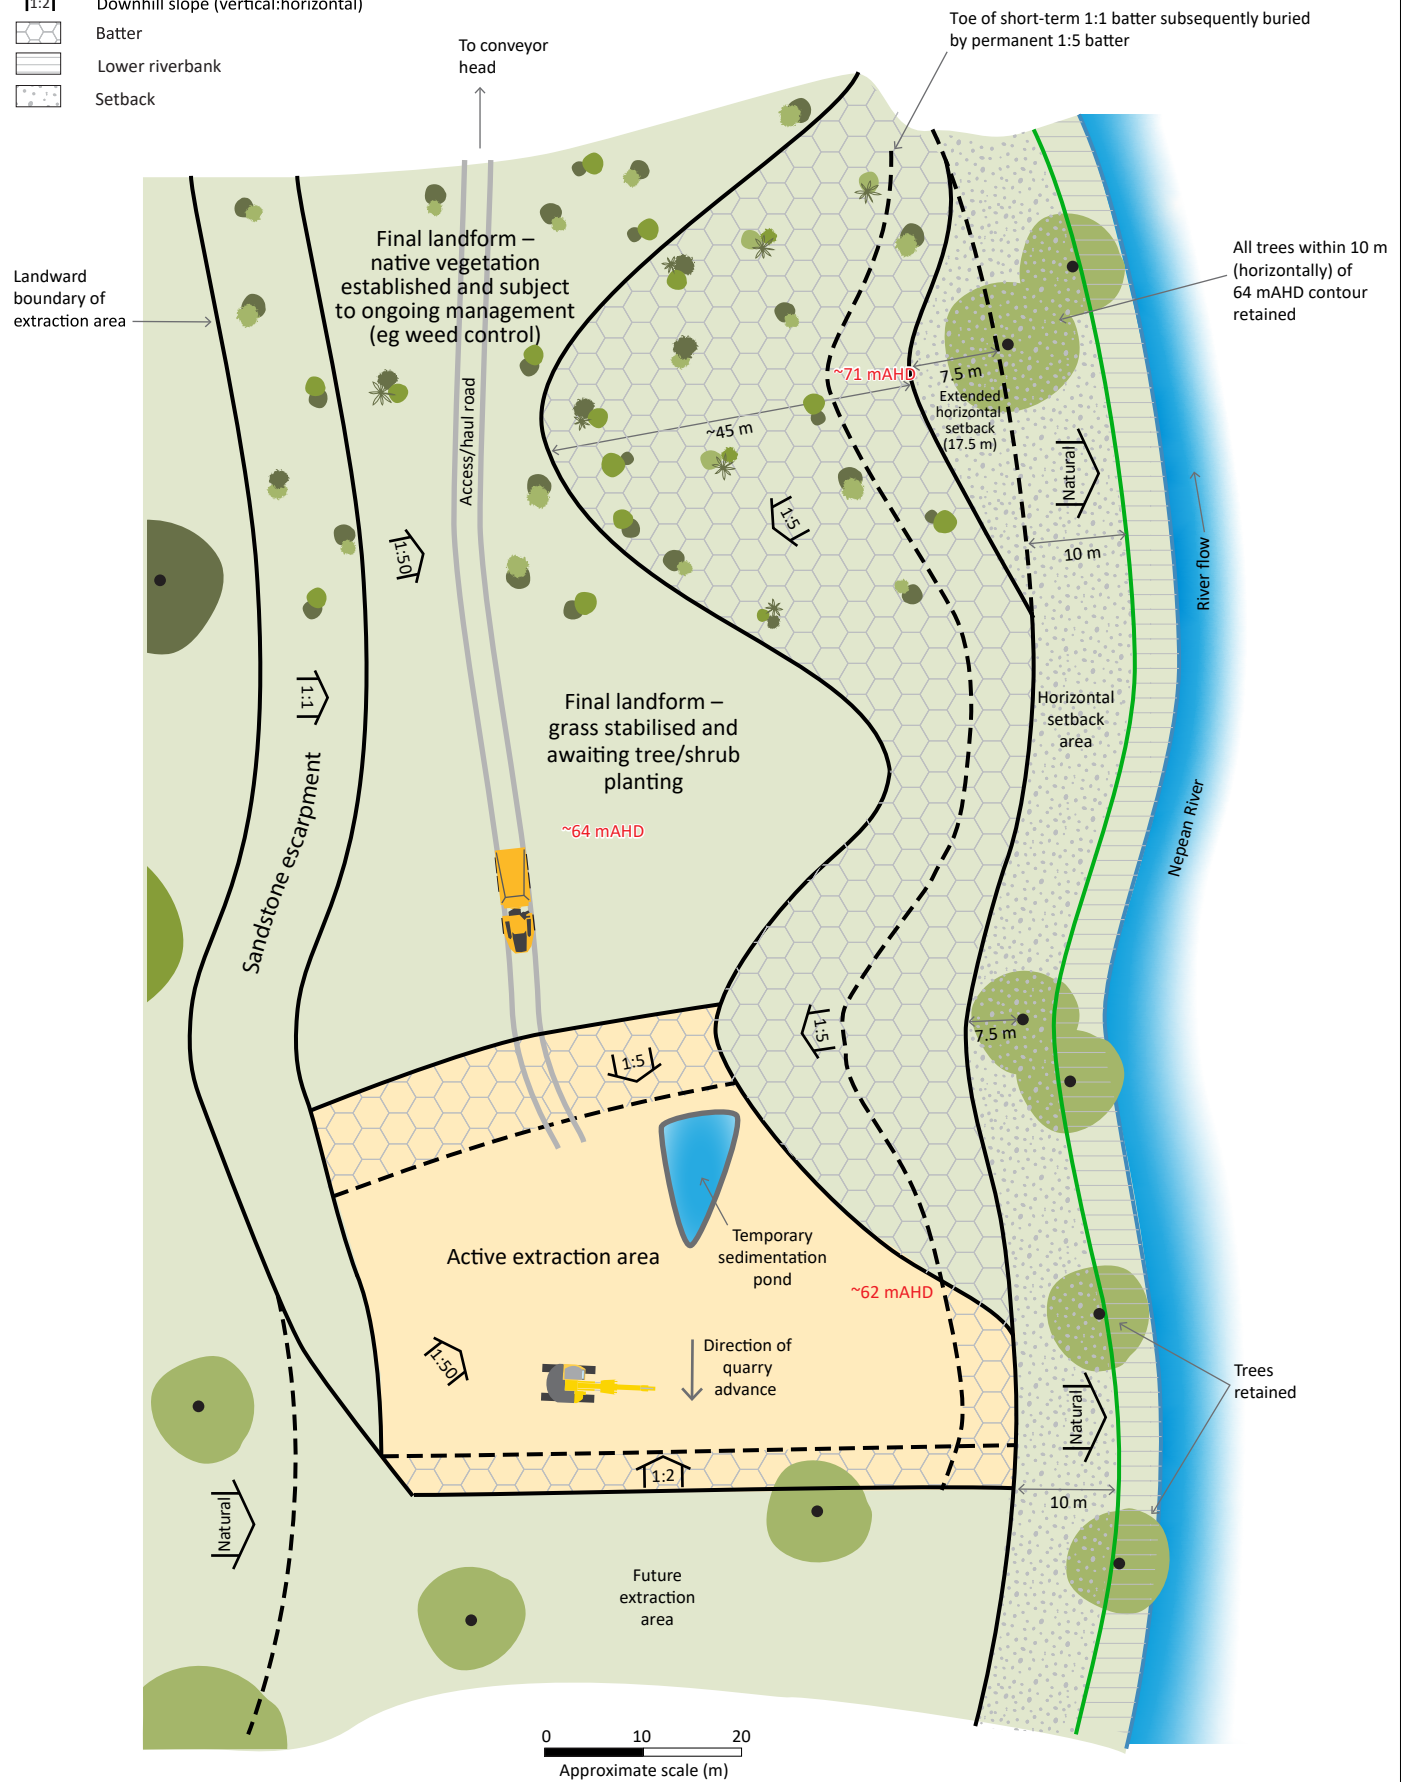 1:2
Downhill slope (vertical:horizontal)
Batter
Lower riverbank
Setback
To conveyor
head
Toe of short-term 1:1 batter subsequently buried
by permanent 1:5 batter
Landward
boundary of
extraction area
Final landform –
native vegetation
established and subject
to ongoing management
(eg weed control)
All trees within 10 m
(horizontally) of
64 mAHD contour
retained
~71 mAHD
7.5 m
Extended
horizontal
setback
(17.5 m)
~45 m
Access/haul road
Natural
1:5
1:50
10 m
River flow
1:1
Final landform –
grass stabilised and
awaiting tree/shrub
planting
Horizontal
setback
area
~64 mAHD
Sandstone escarpment
Nepean River
1:5
7.5 m
1:5
Active extraction area
Temporary
sedimentation
pond
~62 mAHD
1:50
Direction of
quarry
advance
Trees
retained
Natural
1:2
10 m
Natural
Future
extraction
area
0 10 20
Approximate scale (m)